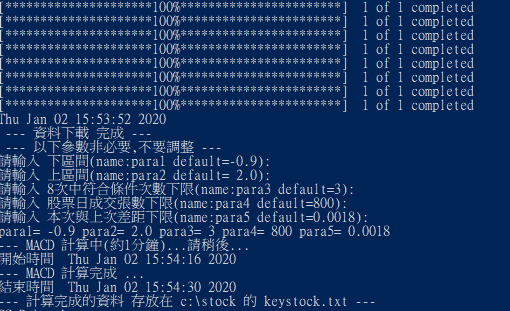 [*********************100%***********************]  1 of 1 completed
[*********************100%***********************]  1 of 1 completed
[*********************100%***********************]  1 of 1 completed
[*********************100%***********************]  1 of 1 completed
[*********************100%***********************]  1 of 1 completed
[*********************100%***********************]  1 of 1 completed
[*********************100%***********************]  1 of 1 completed
Thu Jan 02 15:53:52 2020
--- 資料下載 完成 ---
--- 以下參數非必要,不要調整 ---
請輸入 下區間(name:para1 default=-0.9):
請輸入 上區間(name:para2 default= 2.0):
請輸入 8次中符合條件次數下限(name:para3 default=3):
請輸入 股票日成交張數下限(name:para4 default=800):
請輸入 本次與上次差距下限(name:para5 default=0.0018):
para1= -0.9 para2= 2.0 para3= 3 para4= 800 para5= 0.0018
--- MACD 計算中(約1分鐘)...請稍後...
開始時間  Thu Jan 02 15:54:16 2020
--- MACD 計算完成 ...
結束時間  Thu Jan 02 15:54:30 2020
--- 計算完成的資料 存放在 c:\stock 的 keystock.txt ---